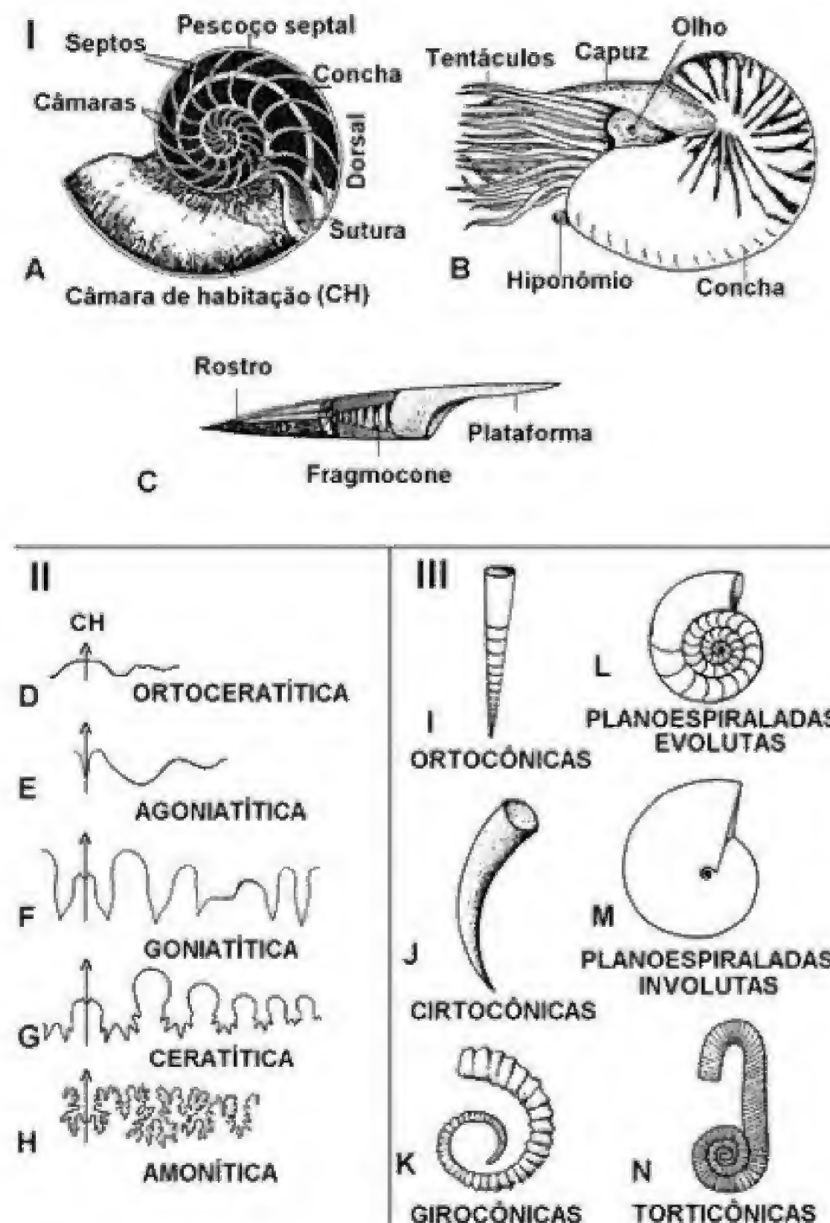 I
Pescoço septal
Septos
Câmaras
Concha
Dorsal
Sutura
A
Câmara de habitação (CH)
Tentáculos
Capuz
Olho
B
Hiponómio
Concha
Rostro
Plataforma
Fragmocone
C
II
CH
D
ORTOCERATÍTICA
E
AGONIATÍTICA
F
GONIATÍTICA
G
CERATÍTICA
H
AMONÍTICA
III
I
ORTOCÔNICAS
L
PLANOESPIRALADAS
EVOLUTAS
J
CIRTOCÔNICAS
M
PLANOESPIRALADAS
INVOLUTAS
K
GIROCÔNICAS
N
TORTICÔNICAS